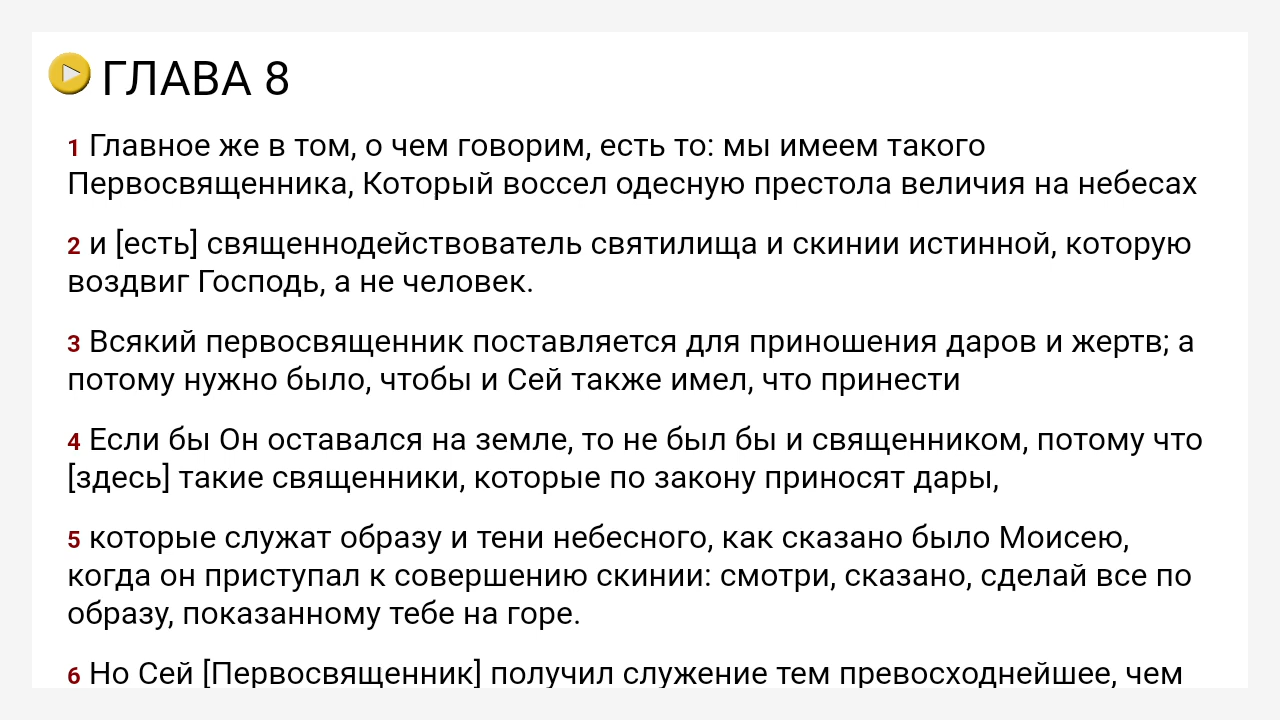 ГЛАВА 8
1 Главное же в том, о чем говорим, есть то: мы имеем такого
Первосвященника, Который воссел одесную престола величия на небесах
2 и [есть] священнодействователь святилища и скинии истинной, которую
воздвиг Господь, а не человек.
3 Всякий первосвященник поставляется для приношения даров и жертв; а
потому нужно было, чтобы и Сей также имел, что принести
4 Если бы Он оставался на земле, то не был бы и священником, потому что
[здесь] такие священники, которые по закону приносят дары,
5 которые служат образу и тени небесного, как сказано было Моисею,
когда он приступал к совершению скинии: смотри, сказано, сделай все по
образу, показанному тебе на горе.
6 Но Сей [Первосвященник] получил служение тем превосходнейшее, чем